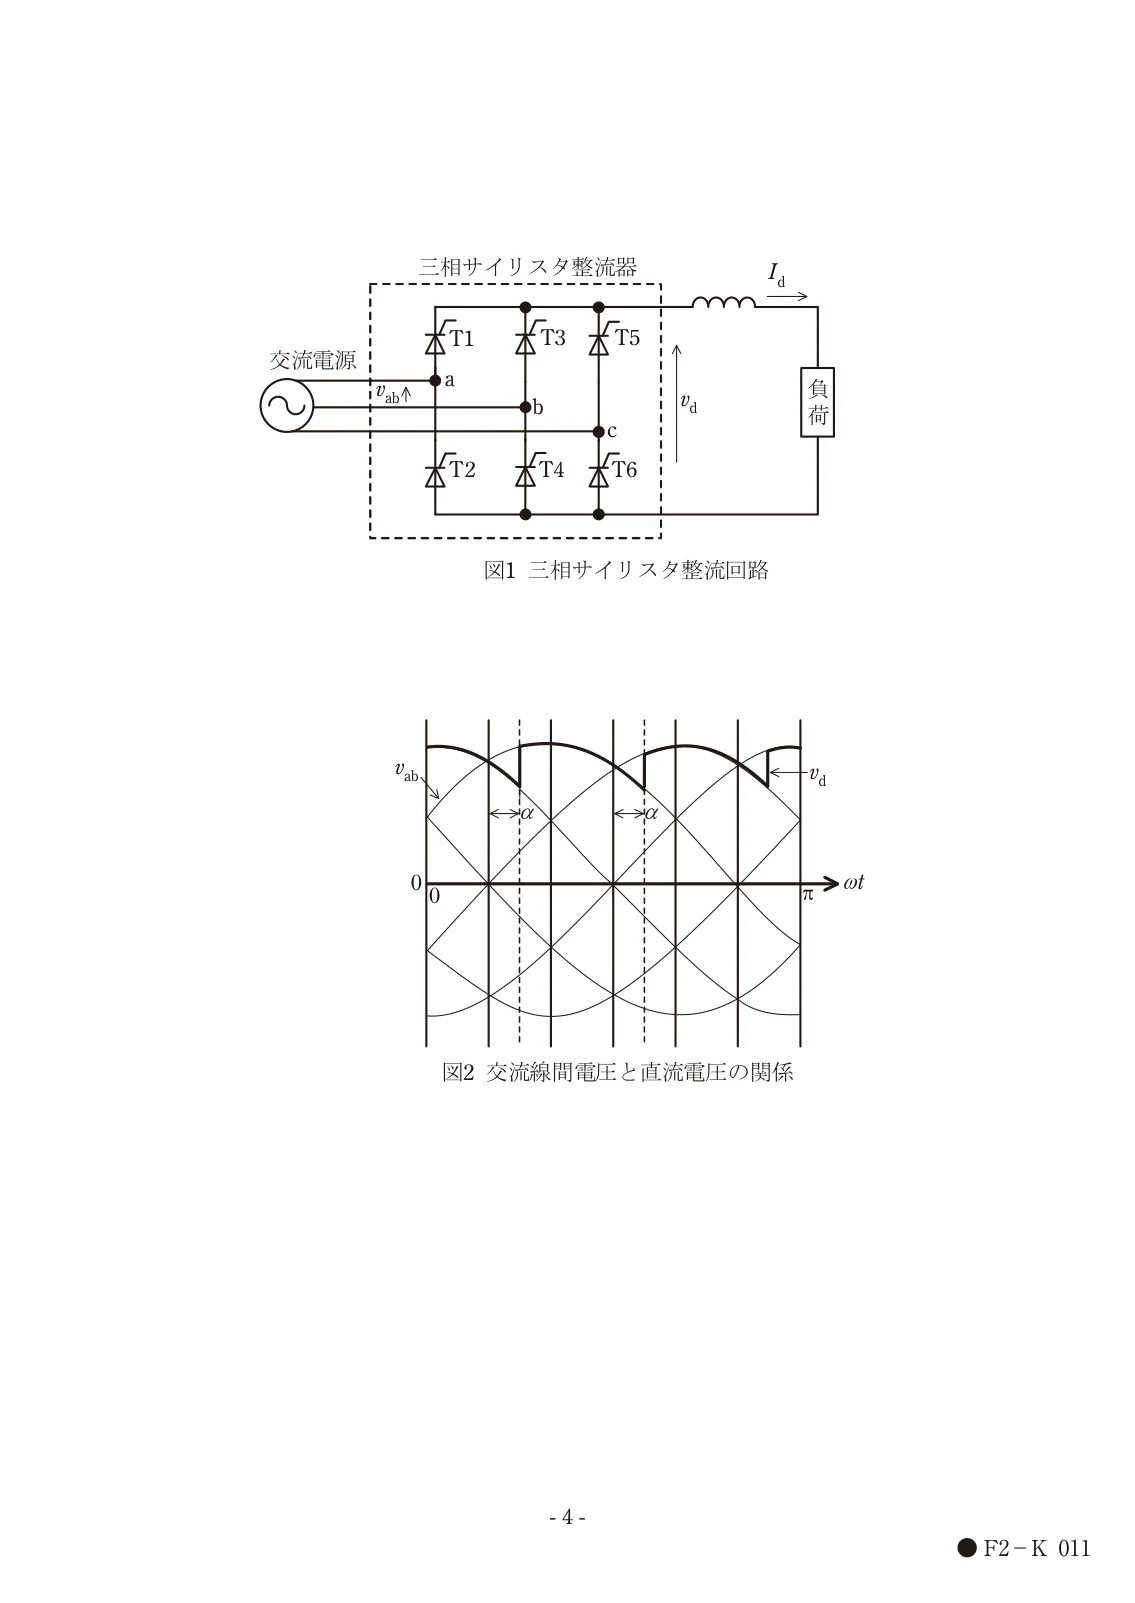 三相サイリスタ整流器
I_d
T1
T3
T5
交流電源
a
v_ab
b
v_d
負荷
c
T2
T4
T6
図1 三相サイリスタ整流回路
v_ab
v_d
α
α
0
0
π
ωt
図2 交流線間電圧と直流電圧の関係
- 4 -
●F2-K 011